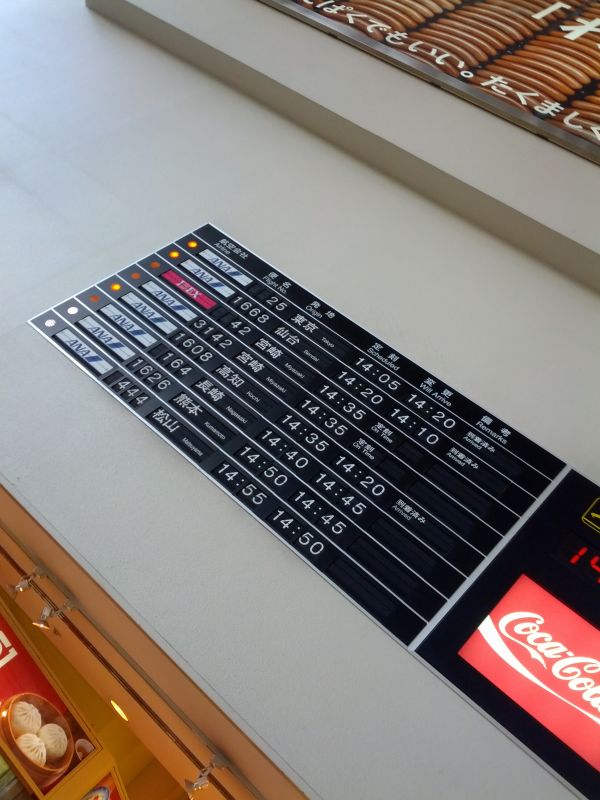 「わ
てぱくでもいい。たくましく
航空会社 便名 発地 定刻 変更 備考
Airline Flight No. Origin Scheduled Will Arrive Remarks
ANA 25 東京 Tokyo 14:05 14:20 到着済み Arrived
ANA 1668 仙台 Sendai 14:20 14:10 到着済み Arrived
IBEX 42 宮崎 Miyazaki 14:35 定刻 On Time
ANA 3142 宮崎 Miyazaki 14:35 定刻 On Time
ANA 1608 高知 Kochi 14:35 14:20 到着済み Arrived
ANA 164 長崎 Nagasaki 14:40 14:45
ANA 1626 熊本 Kumamoto 14:50 14:45
ANA 444 松山 Matsuyama 14:55 14:50
14
Coca-Cola